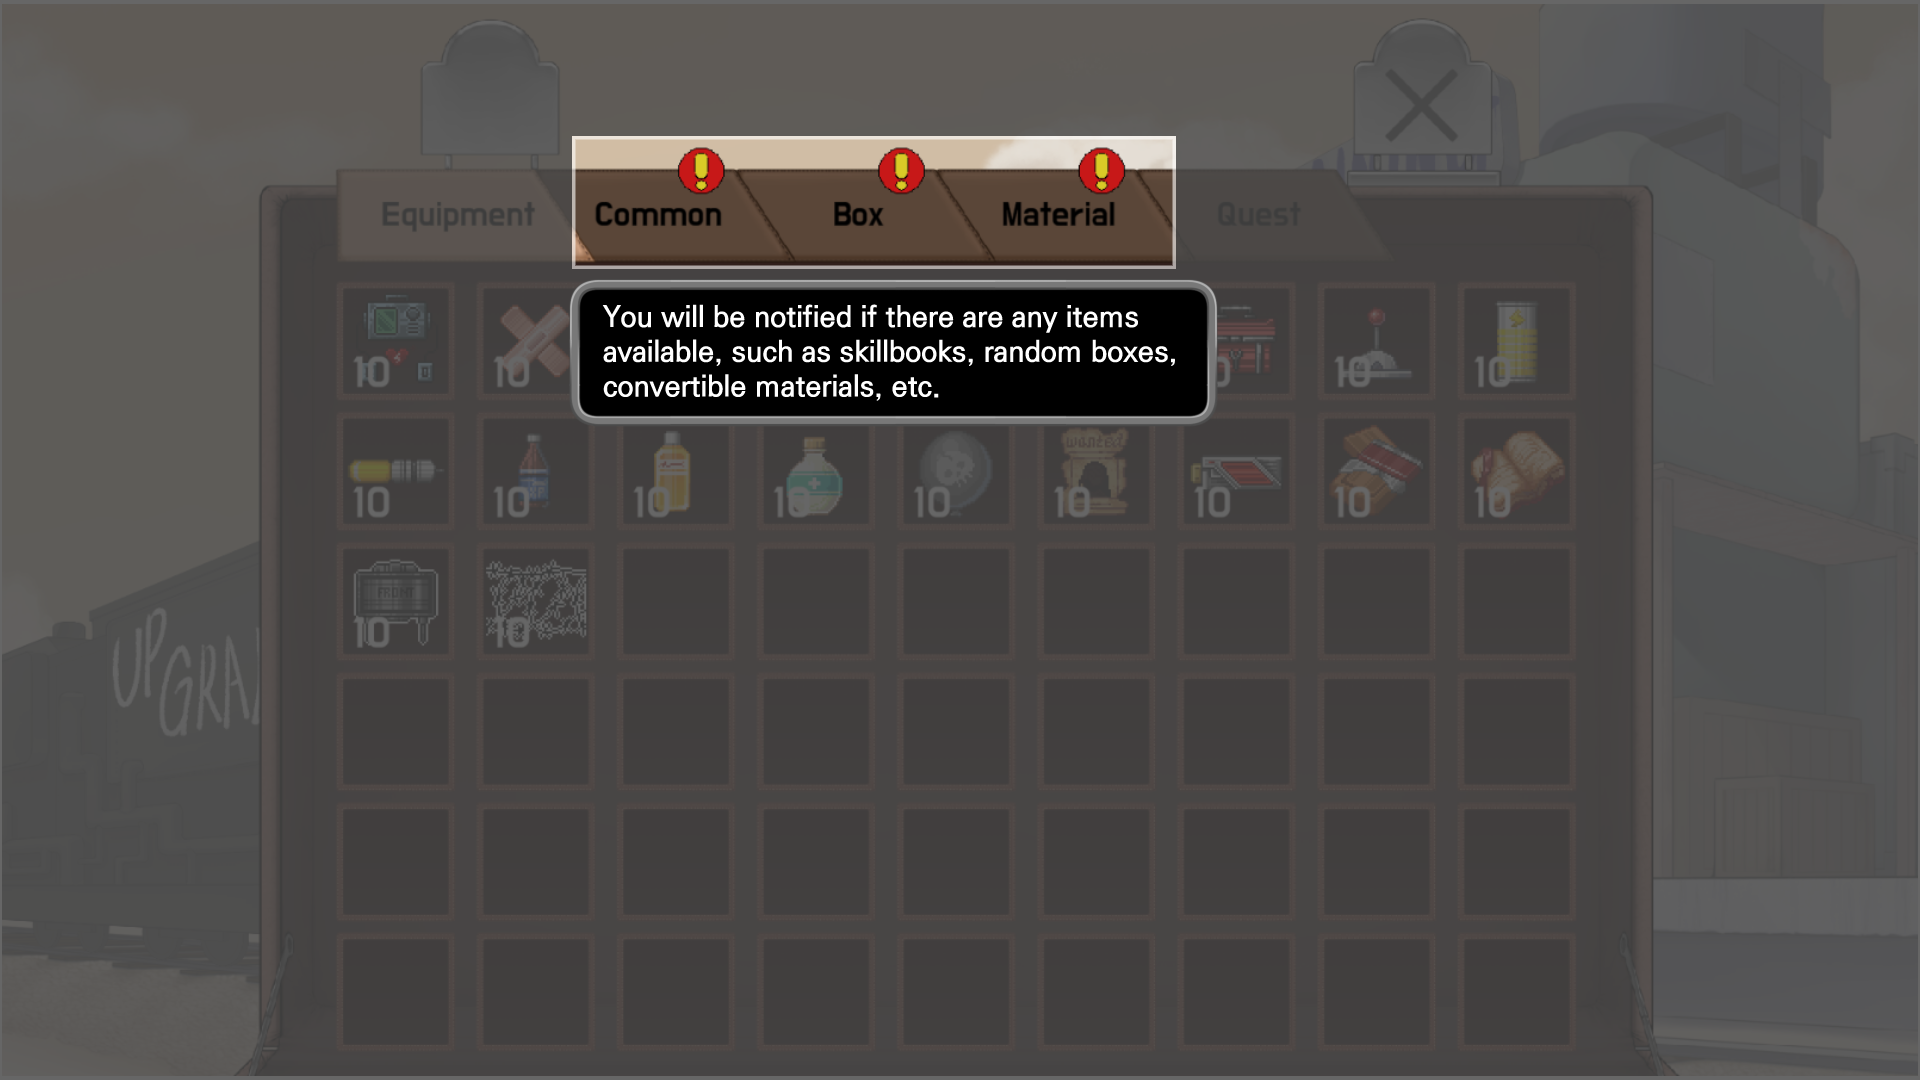 Equipment
Common
Box
Material
Quest
You will be notified if there are any items
available, such as skillbooks, random boxes,
convertible materials, etc.
10
10
10
10
10
10
10
10
WANTED
10
10
10
10
10
10
FRONT
10
10
UPGRA